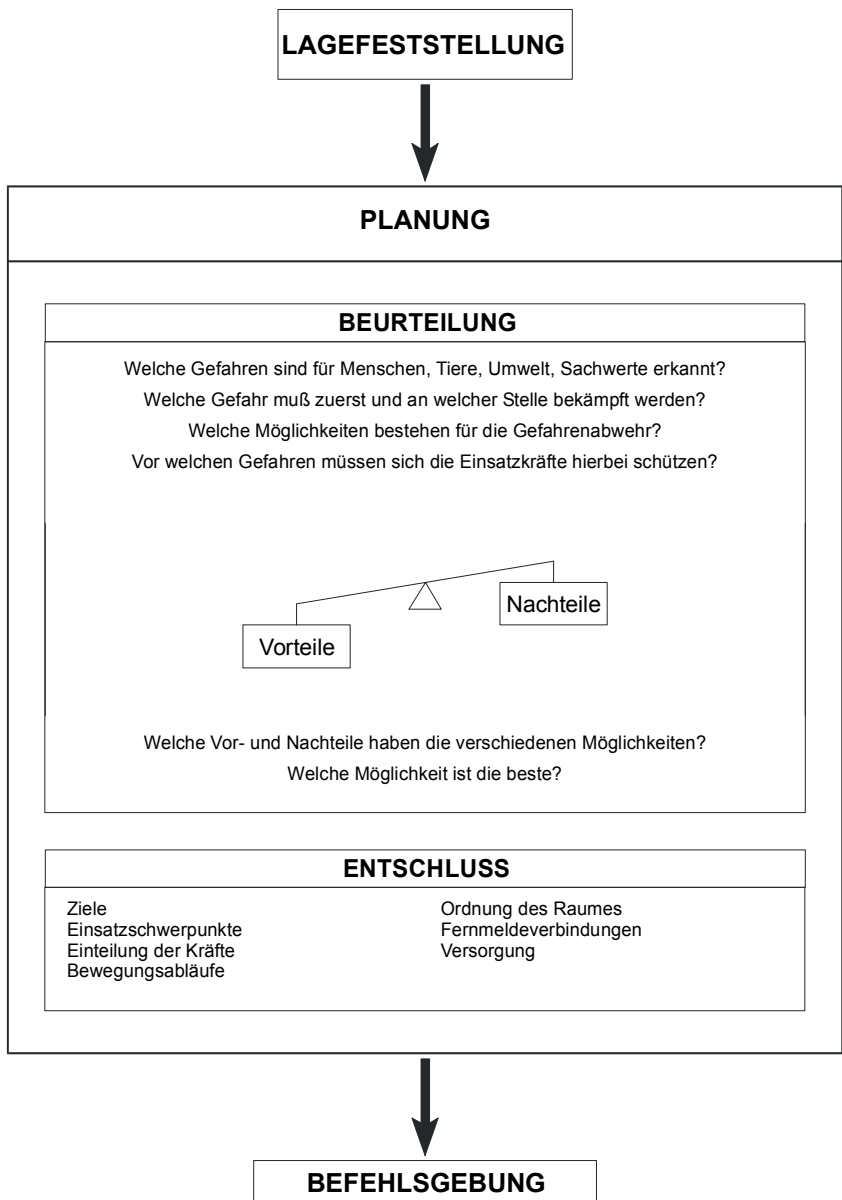 LAGEFESTSTELLUNG
PLANUNG
BEURTEILUNG
Welche Gefahren sind für Menschen, Tiere, Umwelt, Sachwerte erkannt?
Welche Gefahr muß zuerst und an welcher Stelle bekämpft werden?
Welche Möglichkeiten bestehen für die Gefahrenabwehr?
Vor welchen Gefahren müssen sich die Einsatzkräfte hierbei schützen?
Nachteile
Vorteile
Welche Vor- und Nachteile haben die verschiedenen Möglichkeiten?
Welche Möglichkeit ist die beste?
ENTSCHLUSS
Ziele
Einsatzschwerpunkte
Einteilung der Kräfte
Bewegungsabläufe
Ordnung des Raumes
Fernmeldeverbindungen
Versorgung
BEFEHLSGEBUNG